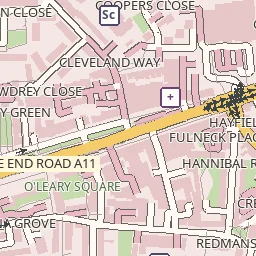 COOPERS CLOSE
N CLOSE
Sc
CLEVELAND WAY
WDREY CLOSE
Y GREEN
+
HAYFIEL
FULNECK PLAC
E END ROAD A11
HANNIBAL R
O'LEARY SQUARE
GROVE
REDMANS